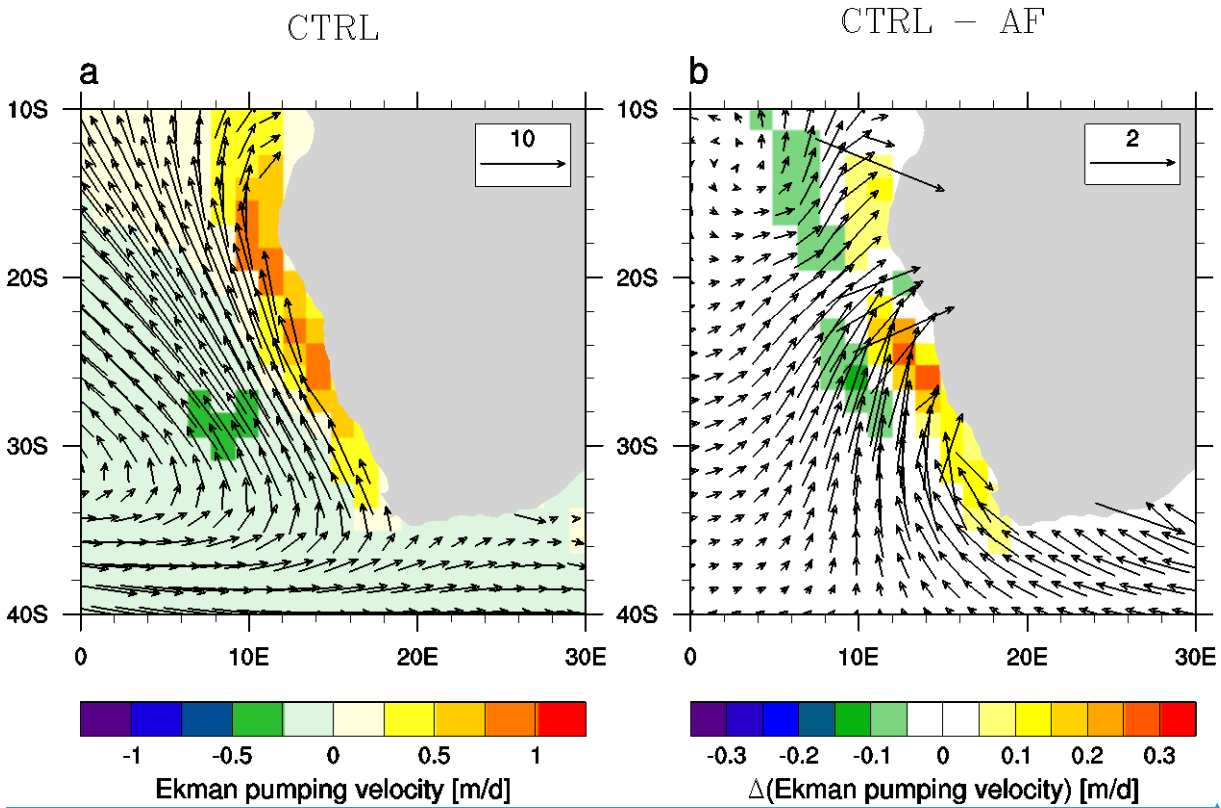 CTRL
CTRL − AF
a
b
10S
20S
30S
40S
10
0 10E 20E 30E
-1 -0.5 0 0.5 1
Ekman pumping velocity [m/d]
10S
20S
30S
40S
2
0 10E 20E 30E
-0.3 -0.2 -0.1 0 0.1 0.2 0.3
Δ(Ekman pumping velocity) [m/d]